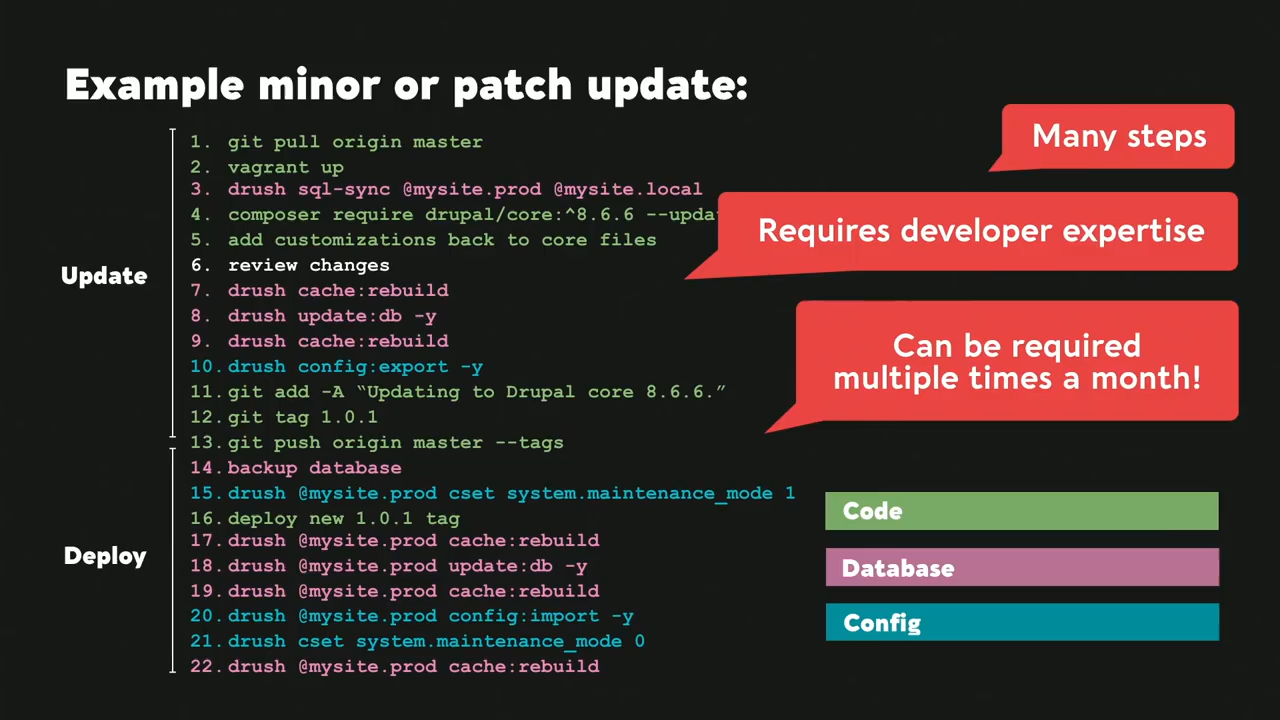 Example minor or patch update:
Many steps
Requires developer expertise
Can be required
multiple times a month!
Update
1. git pull origin master
2. vagrant up
3. drush sql-sync @mysite.prod @mysite.local
4. composer require drupal/core:^8.6.6 --upda
5. add customizations back to core files
6. review changes
7. drush cache:rebuild
8. drush update:db -y
9. drush cache:rebuild
10. drush config:export -y
11. git add -A “Updating to Drupal core 8.6.6.”
12. git tag 1.0.1
13. git push origin master --tags
Deploy
14. backup database
15. drush @mysite.prod cset system.maintenance_mode 1
16. deploy new 1.0.1 tag
17. drush @mysite.prod cache:rebuild
18. drush @mysite.prod update:db -y
19. drush @mysite.prod cache:rebuild
20. drush @mysite.prod config:import -y
21. drush cset system.maintenance_mode 0
22. drush @mysite.prod cache:rebuild
Code
Database
Config